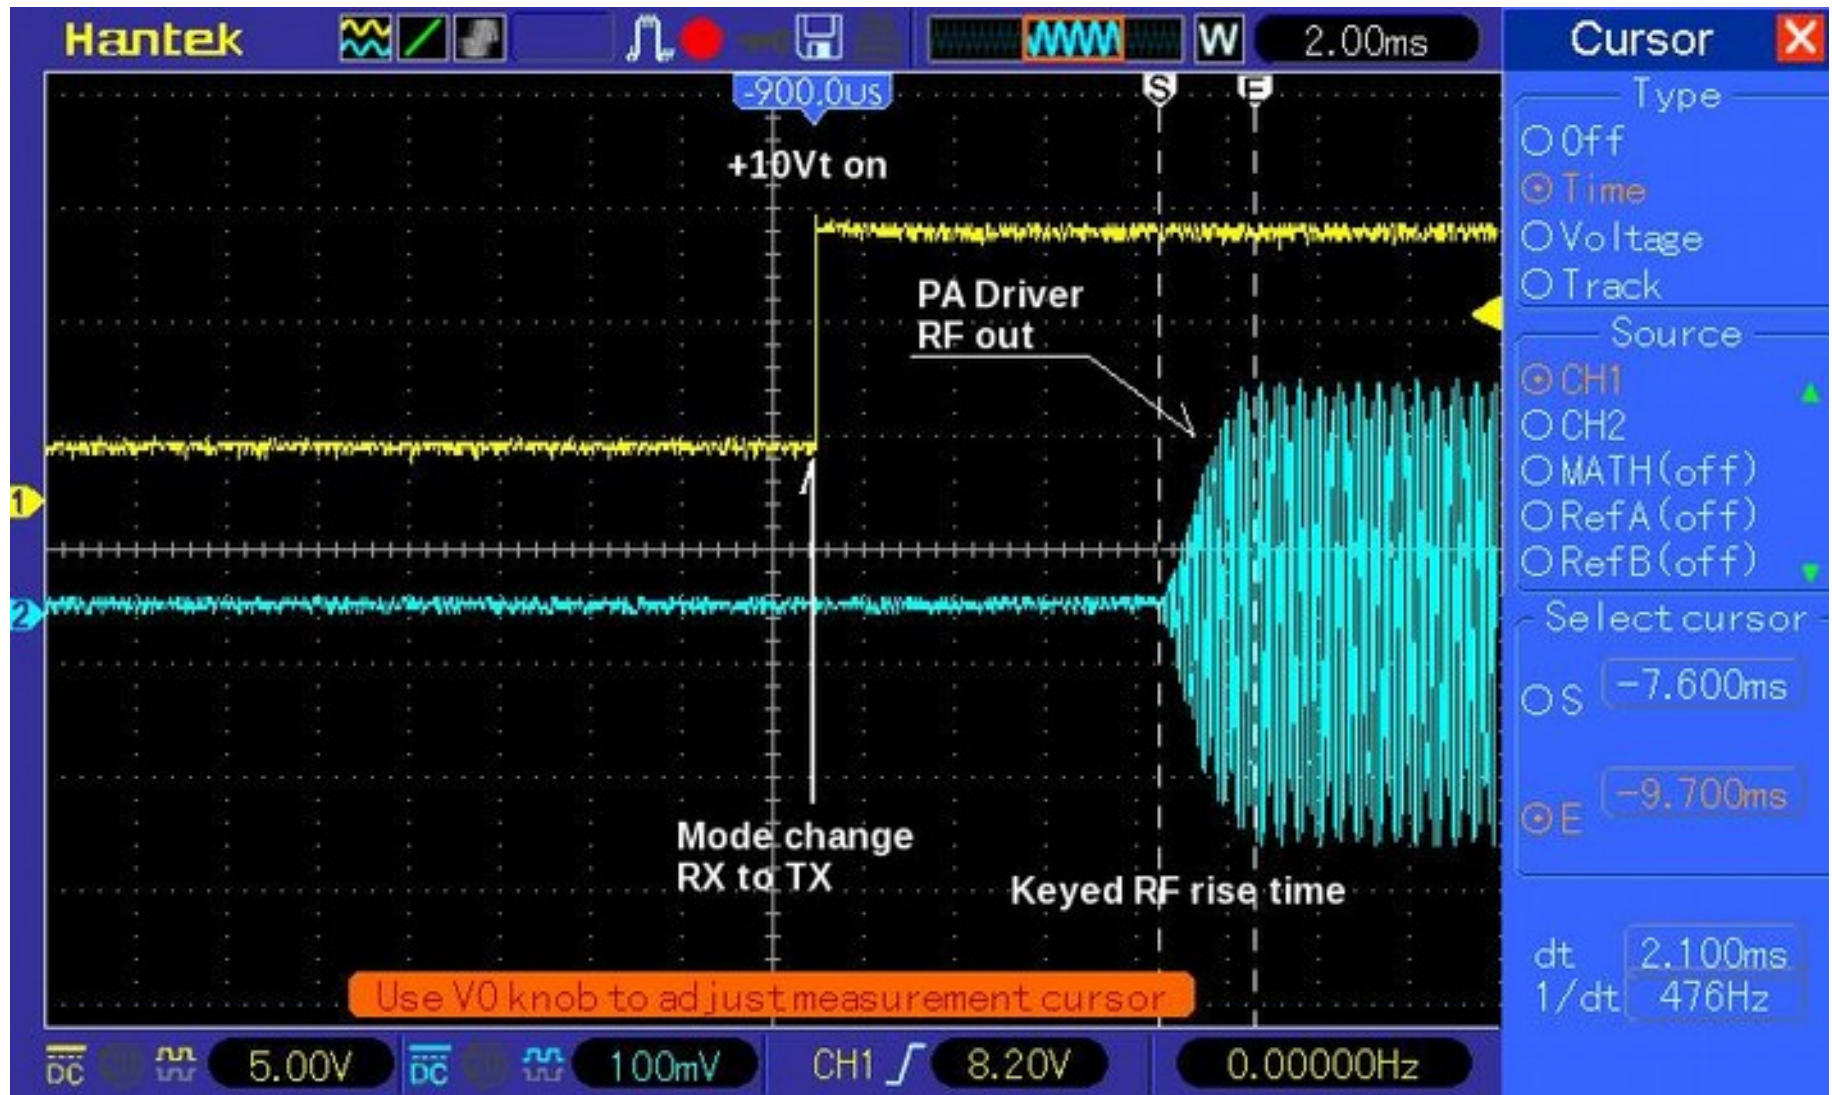 Hantek
W
2.00ms
Cursor
X
-900.0us
S
E
Type
Off
Time
Voltage
Track
+10Vt on
PA Driver
RF out
Source
CH1
CH2
MATH(off)
RefA(off)
RefB(off)
1
2
Select cursor
S
-7.600ms
E
-9.700ms
Mode change
RX to TX
Keyed RF rise time
dt
2.100ms
1/dt
476Hz
Use V0 knob to adjust measurement cursor
DC
5.00V
DC
100mV
CH1
8.20V
0.00000Hz